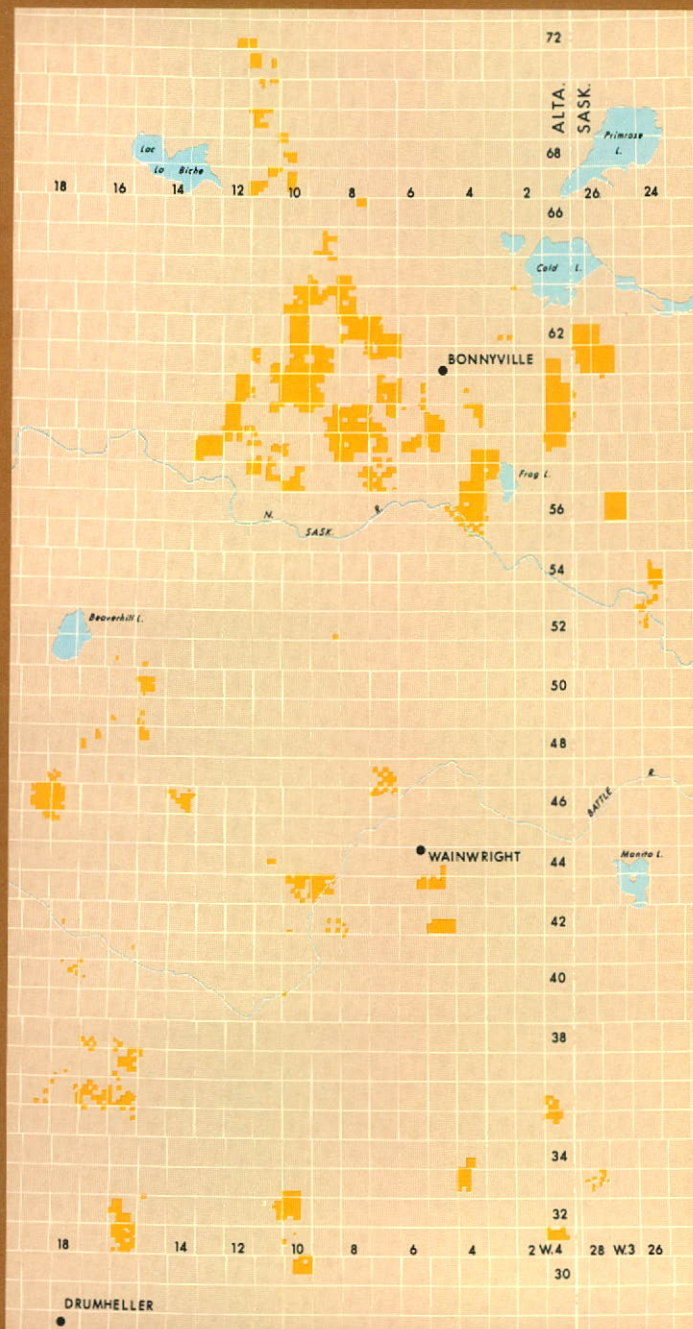 72
ALTA.
SASK.
Primrose
L.
Lac
La Biche
68
18 16 14 12 10 8 6 4 2 26 24
66
Cold L.
62
BONNYVILLE
Frog L.
56
N. SASK. R.
54
Beaverhill L.
52
50
48
BATTLE R.
46
WAINWRIGHT
44
Manito L.
42
40
38
34
32
18 14 12 10 8 6 4 2 W.4 28 W.3 26
30
DRUMHELLER